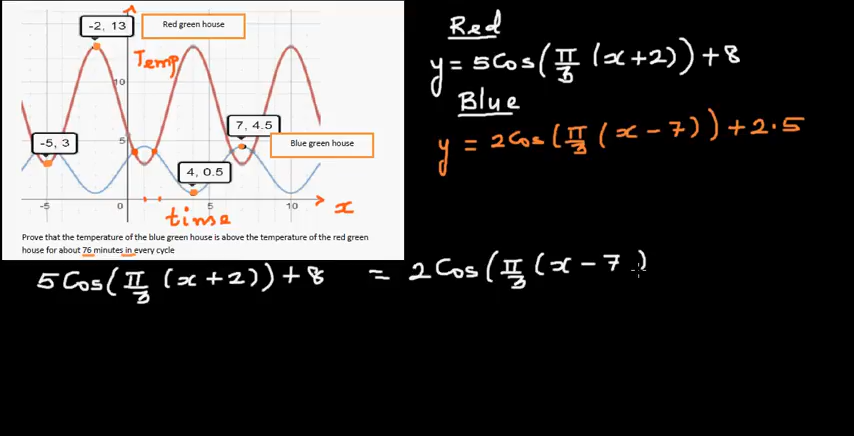 -2, 13
Red green house
Temp
10
7, 4.5
5
Blue green house
-5, 3
4, 0.5
-5
0
5
10
x
tinse
Prove that the temperature of the blue green house is above the temperature of the red green
house for about 76 minutes in every cycle
Red
y = 5Cos(π/3 (x+2)) + 8
Blue
y = 2Cos(π/3 (x - 7)) + 2.5
5Cos(π/3 (x+2)) + 8 = 2Cos(π/3 (x - 7)